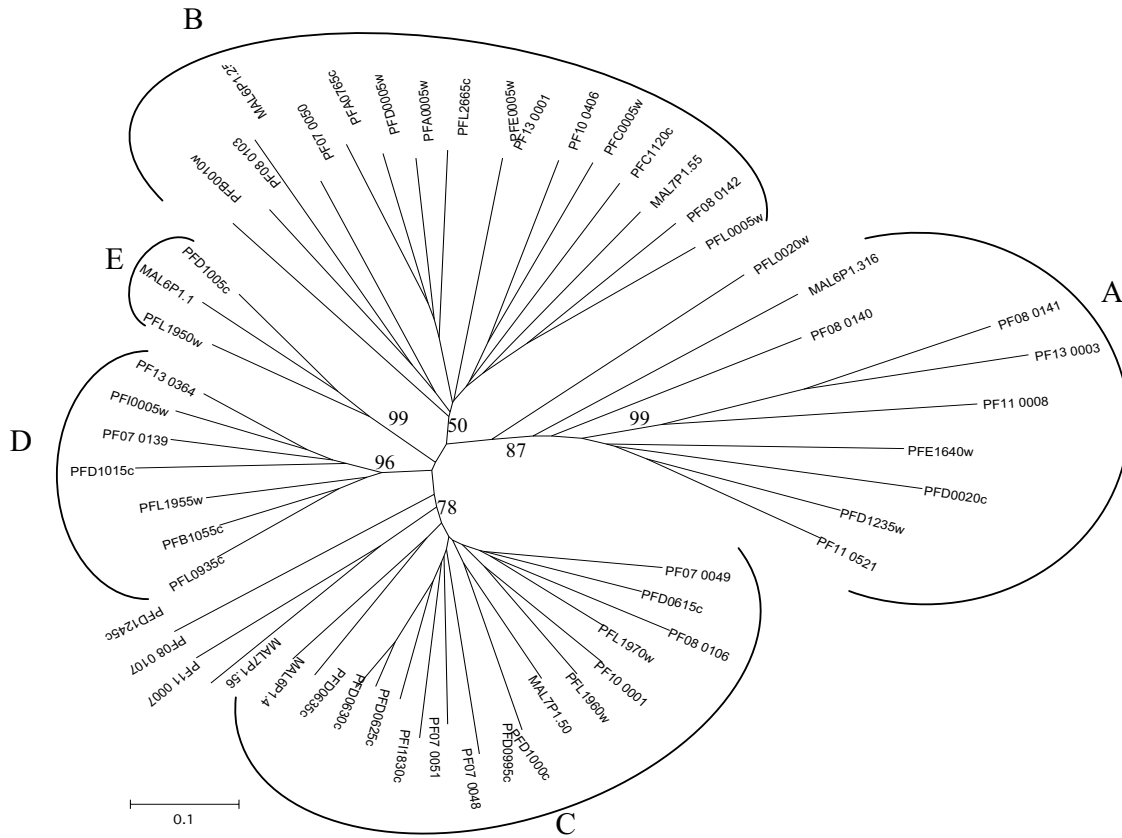 B
MAL6P1.2
PF08 0103
PFB0010w
PF07 0050
PFA0765c
PFD0005w
PFA0005w
PFL2665c
PFE0005w
PF13 0001
PF10 0406
PFC0005w
PFC1120c
MAL7P1.55
PF08 0142
PFL0005w
PFL0020w
MAL6P1.316
A
PF08 0140
PF08 0141
PF13 0003
PF11 0008
PFE1640w
PFD0020c
PFD1235w
PF11 0521
E
PFD1005c
MAL6P1.1
PFL1950w
D
PF13 0364
PFI0005w
PF07 0139
PFD1015c
PFL1955w
PFB1055c
PFL0935c
99
50
87
99
96
78
PFD1245c
PF08 0107
PF11 0007
MAL7P1.56
MAL6P1.4
PFD0635c
PFD0630c
PFD0625c
PFI1830c
PF07 0051
PF07 0048
PFD0995c
PFD1000c
MAL7P1.50
PFL1960w
PF10 0001
PFL1970w
PF08 0106
PFD0615c
PF07 0049
C
0.1